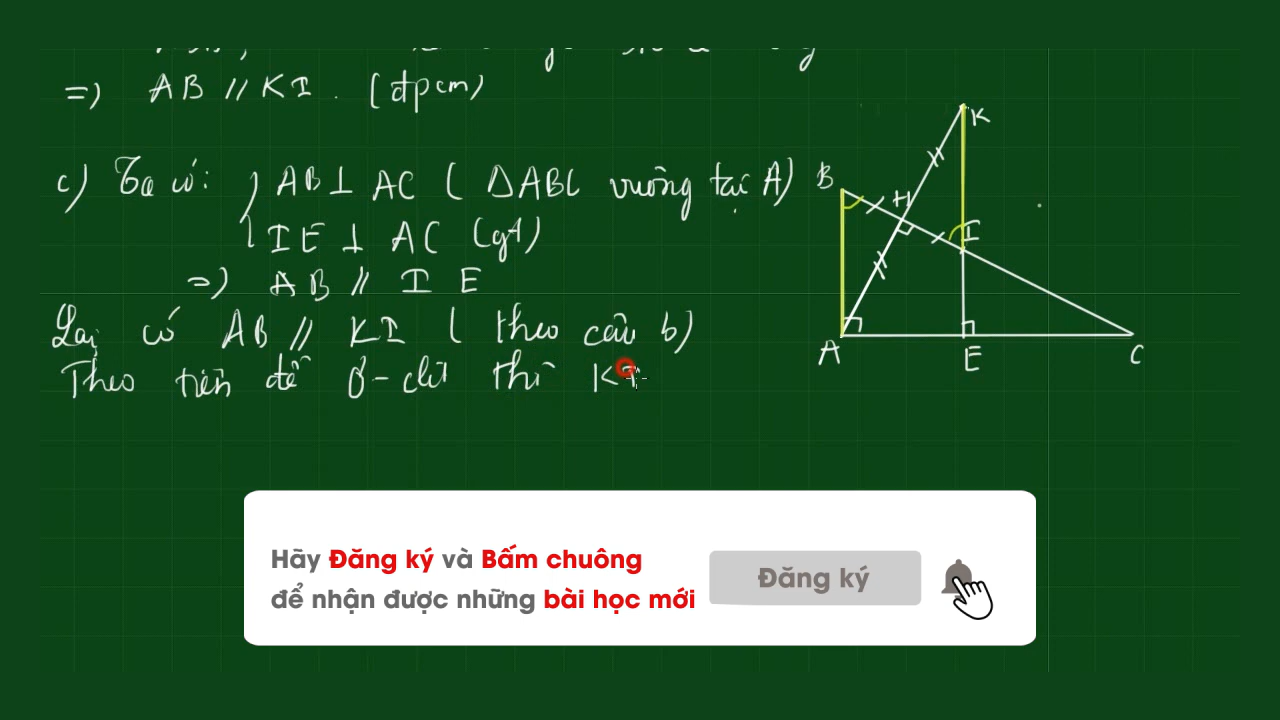 => AB // KI. (đpcm)
c) Ta có: { AB ⊥ AC ( ΔABC vuông tại A)
IE ⊥ AC (gt)
=> AB // IE
Lại có AB // KI ( theo câu b)
Theo tiên đề Ơ-clit thì KI
K
B
H
I
A
E
C
Hãy Đăng ký và Bấm chuông
để nhận được những bài học mới
Đăng ký